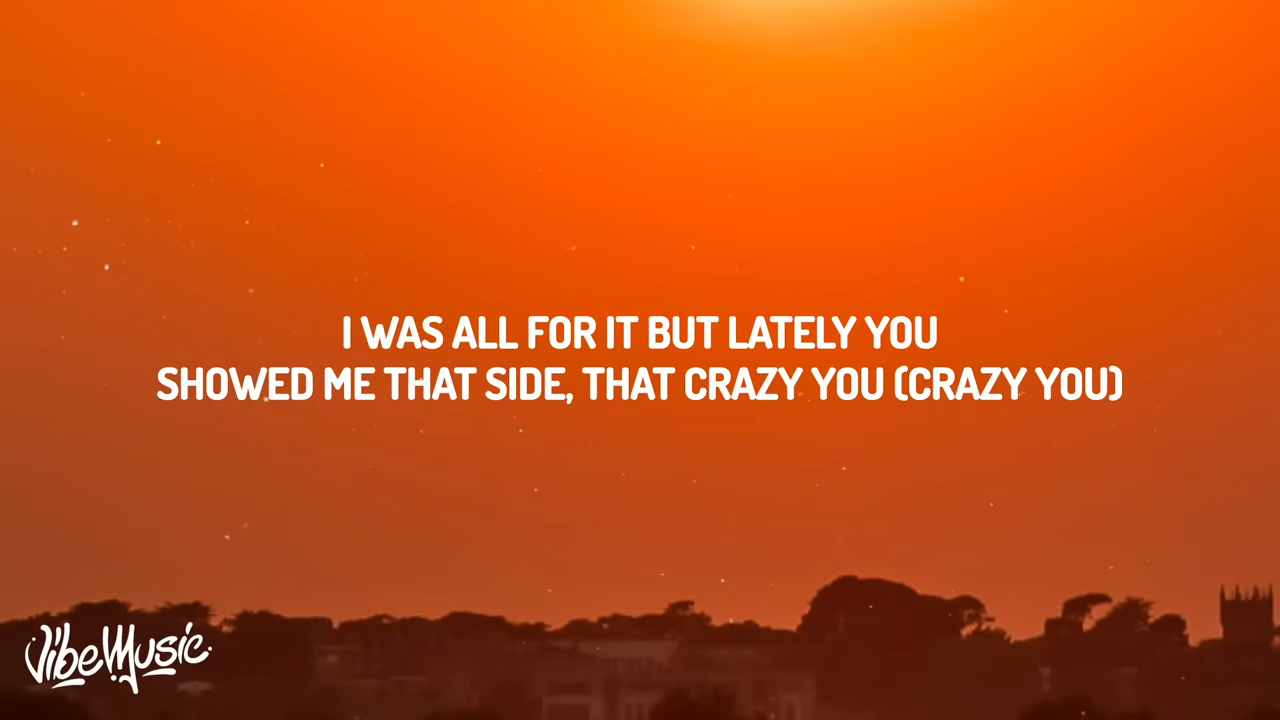 I WAS ALL FOR IT BUT LATELY YOU
SHOWED ME THAT SIDE, THAT CRAZY YOU (CRAZY YOU)
VibeMusic